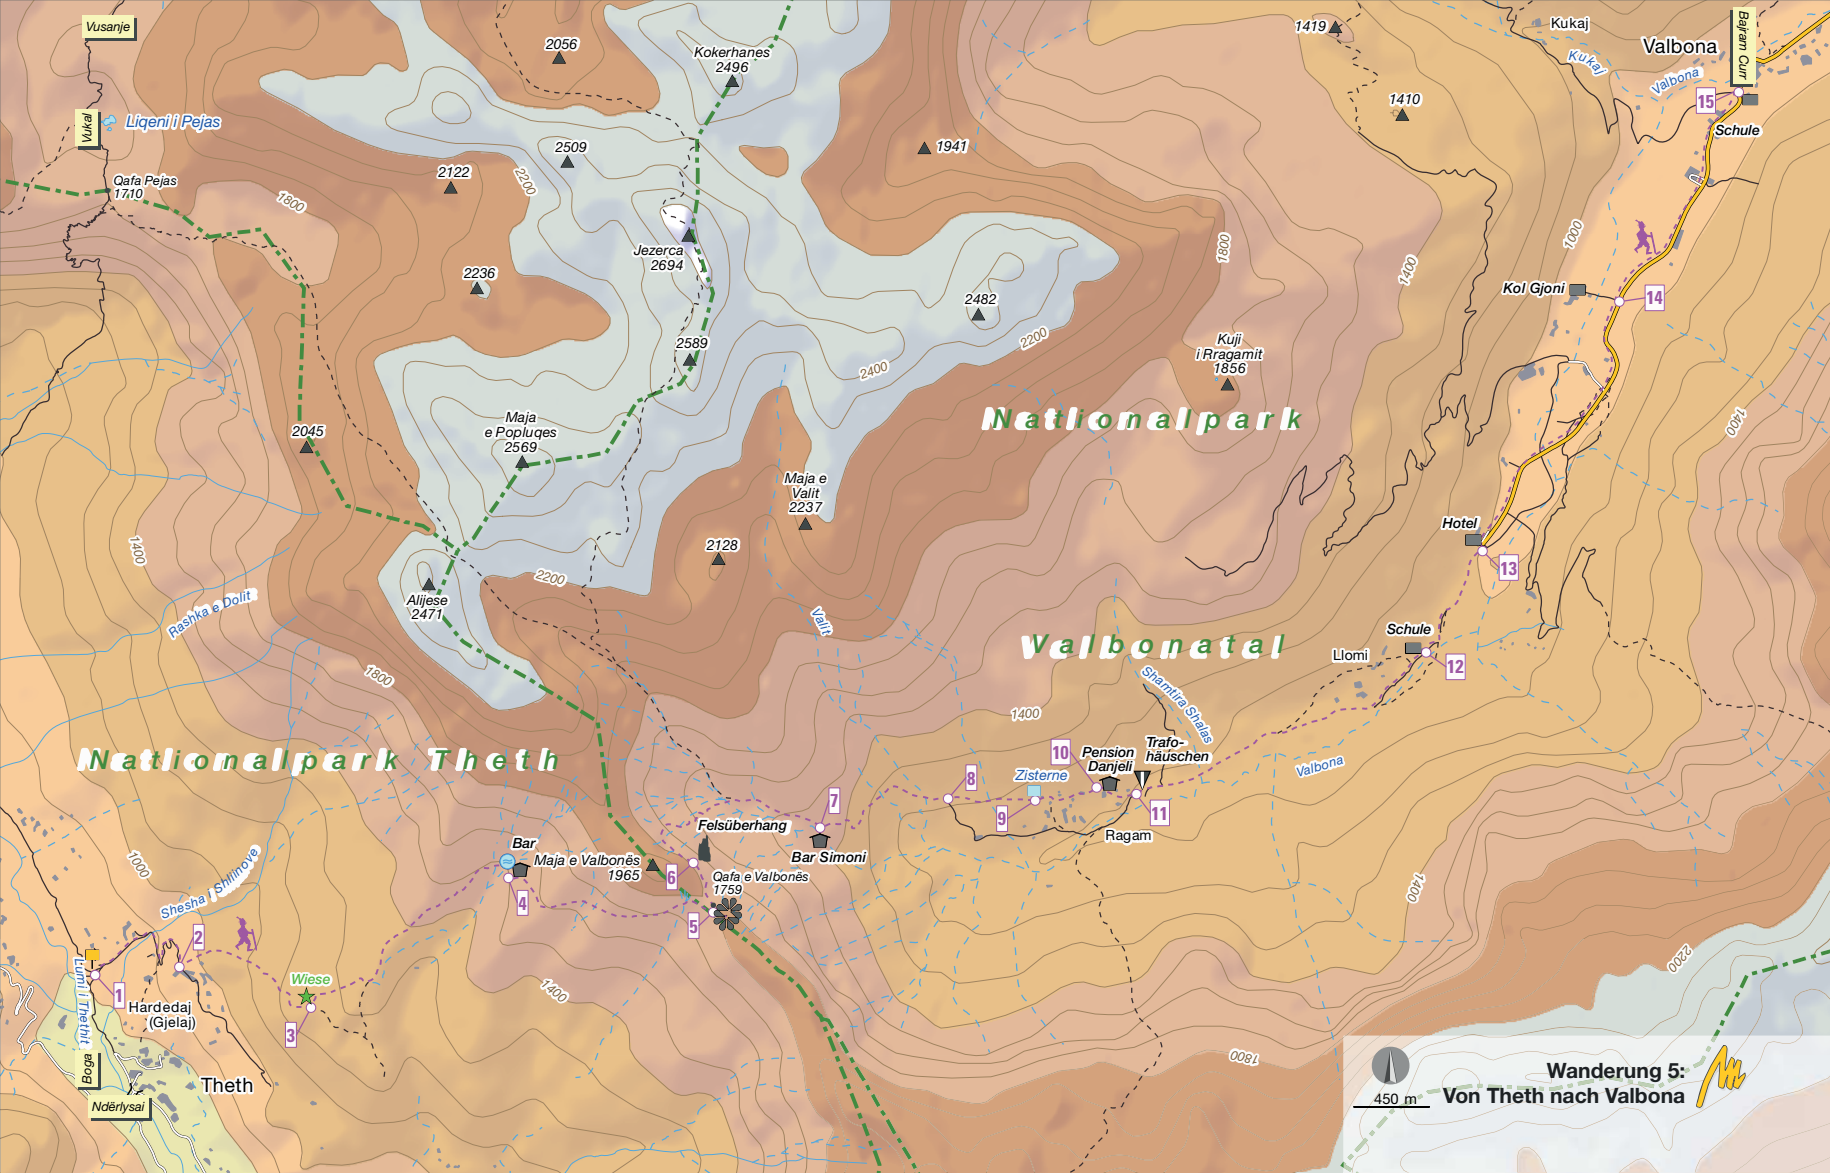 Vusanje
2056
Kokerhanes
2496
1419
Kukaj
Valbona
Bajram Curr
Kukaj
Valbona
15
1410
Schule
Vukal
Liqeni i Pejas
2509
1941
2122
2200
Qafa Pejas
1710
1800
Jezerca
2694
1000
1800
1400
2236
2482
Kol Gjoni
14
2589
2200
Kuji
i Rragamit
1856
2400
Nationalpark
1400
Maja
e Popluqes
2569
2045
Maja e
Valit
2237
Hotel
13
1400
2128
2200
Alijese
2471
Rashka e Dolit
Valit
Valbonatal
Schule
Llomi
12
1800
Shamtira Shalas
1400
Nationalpark Theth
10
Pension
Danjeli
Trafo-
häuschen
Zisterne
Valbona
8
7
9
11
Felsüberhang
Ragam
Bar
Maja e Valbonës
1965
Bar Simoni
6
Qafa e Valbonës
1759
1000
Shesha i Shtinove
4
5
1400
2
Wiese
2200
1
Lumi i Thethit
Hardedaj
(Gjelaj)
1400
3
Boga
Theth
Ndërlysai
1800
450 m
Wanderung 5:
Von Theth nach Valbona